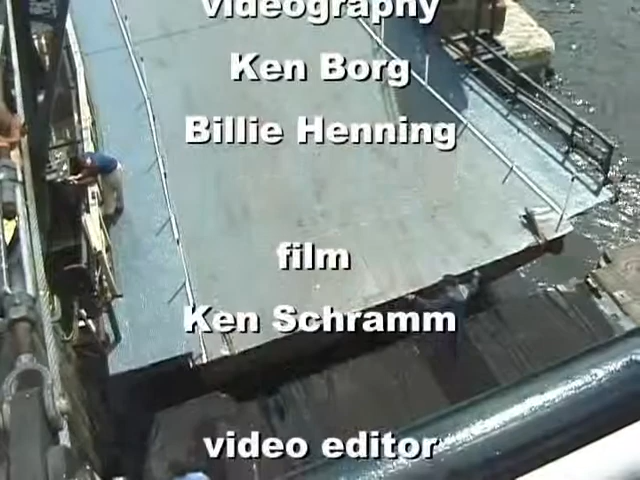 videography
Ken Borg
Billie Henning
film
Ken Schramm
video editor